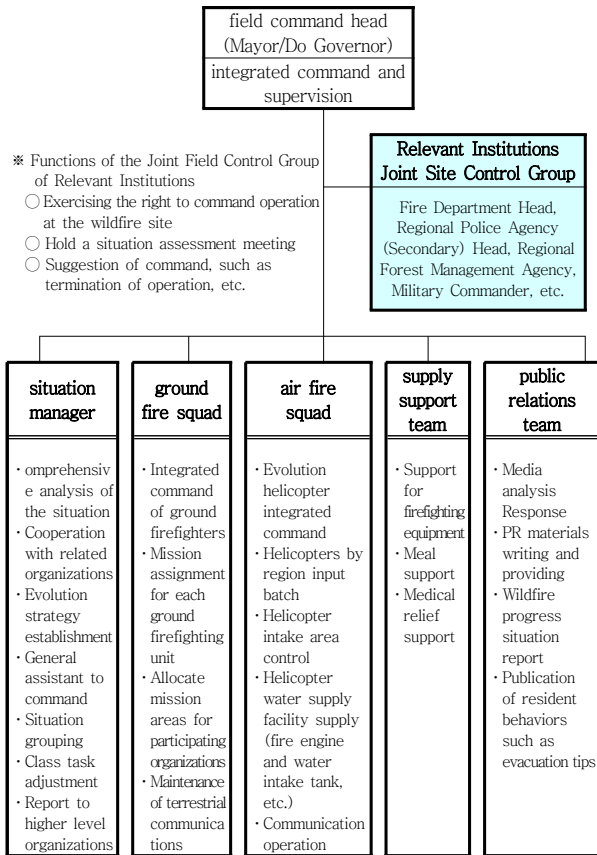 field command head
(Mayor/Do Governor)
integrated command and
supervision
※ Functions of the Joint Field Control Group
of Relevant Institutions
○ Exercising the right to command operation
at the wildfire site
○ Hold a situation assessment meeting
○ Suggestion of command, such as
termination of operation, etc.
Relevant Institutions
Joint Site Control Group
Fire Department Head,
Regional Police Agency
(Secondary) Head, Regional
Forest Management Agency,
Military Commander, etc.
situation
manager
· omprehensiv
e analysis of
the situation
· Cooperation
with related
organizations
· Evolution
strategy
establishment
· General
assistant to
command
· Situation
grouping
· Class task
adjustment
· Report to
higher level
organizations
ground
fire squad
· Integrated
command
of ground
firefighters
· Mission
assignment
for each
ground
firefighting
unit
· Allocate
mission
areas for
participating
organizations
· Maintenance
of terrestrial
communica
tions
air fire
squad
· Evolution
helicopter
integrated
command
· Helicopters by
region input
batch
· Helicopter
intake area
control
· Helicopter
water supply
facility supply
(fire engine
and water
intake tank,
etc.)
· Communication
operation
supply
support
team
· Support
for
firefighting
equipment
· Meal
support
· Medical
relief
support
public
relations
team
· Media
analysis
Response
· PR materials
writing and
providing
· Wildfire
progress
situation
report
· Publication
of resident
behaviors
such as
evacuation tips